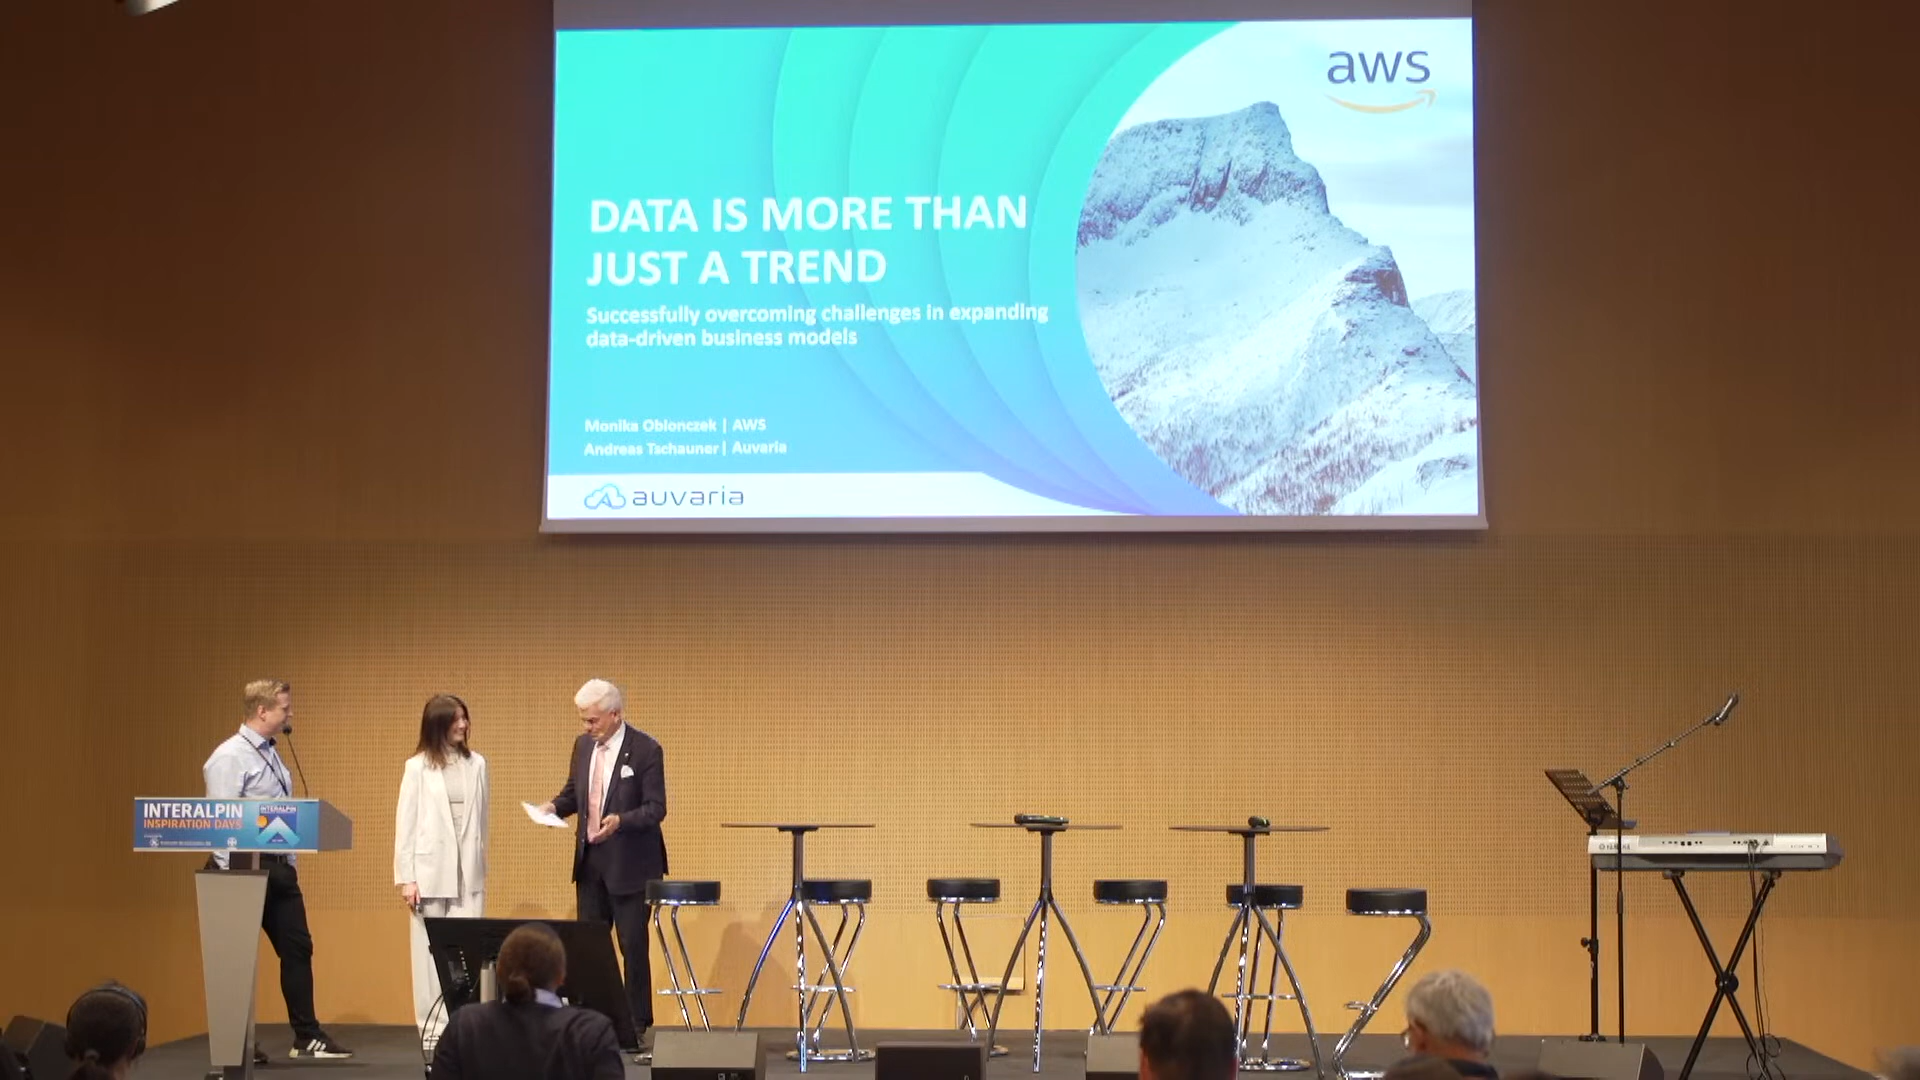 aws
DATA IS MORE THAN
JUST A TREND
Successfully overcoming challenges in expanding
data-driven business models
Monika Oblonczek | AWS
Andreas Tschauner | Auvaria
auvaria
INTERALPIN
INSPIRATION DAYS
INTERALPIN